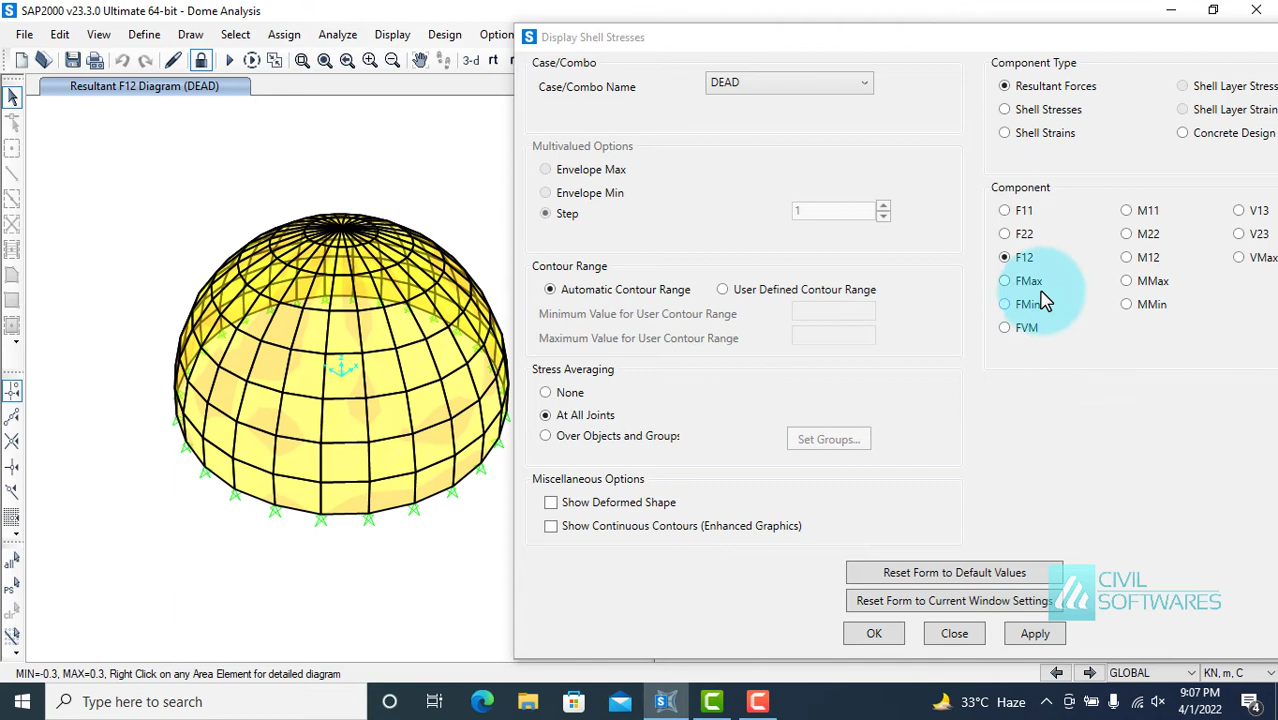 SAP2000 v23.3.0 Ultimate 64-bit - Dome Analysis
File Edit View Define Draw Select Assign Analyze Display Design Option
3-d rt
Resultant F12 Diagram (DEAD)
Display Shell Stresses
Case/Combo
Case/Combo Name
DEAD
Multivalued Options
Envelope Max
Envelope Min
Step
1
Contour Range
Automatic Contour Range
User Defined Contour Range
Minimum Value for User Contour Range
Maximum Value for User Contour Range
Stress Averaging
None
At All Joints
Over Objects and Groups
Set Groups...
Miscellaneous Options
Show Deformed Shape
Show Continuous Contours (Enhanced Graphics)
Component Type
Resultant Forces
Shell Layer Stress
Shell Stresses
Shell Layer Strain
Shell Strains
Concrete Design
Component
F11 M11 V13
F22 M22 V23
F12 M12 VMax
FMax MMax
FMin MMin
FVM
Reset Form to Default Values
Reset Form to Current Window Settings
OK Close Apply
CIVIL
SOFTWARES
all
PS
clr
MIN=-0.3, MAX=0.3, Right Click on any Area Element for detailed diagram
GLOBAL
KN, m, C
Type here to search
33°C Haze
9:07 PM
4/1/2022
4